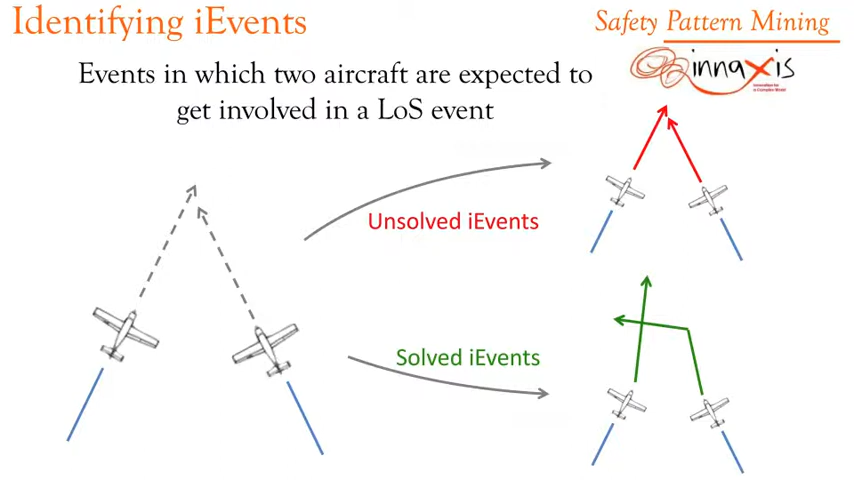 Identifying iEvents
Safety Pattern Mining
innaxis
Events in which two aircraft are expected to
get involved in a LoS event
Unsolved iEvents
Solved iEvents